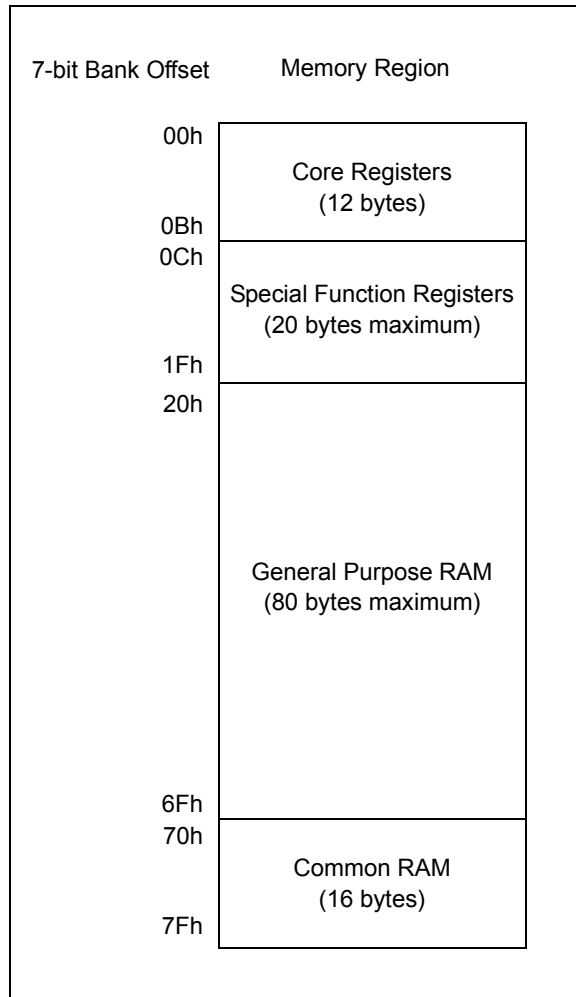 7-bit Bank Offset Memory Region
00h
Core Registers
(12 bytes)
0Bh
0Ch
Special Function Registers
(20 bytes maximum)
1Fh
20h
General Purpose RAM
(80 bytes maximum)
6Fh
70h
Common RAM
(16 bytes)
7Fh